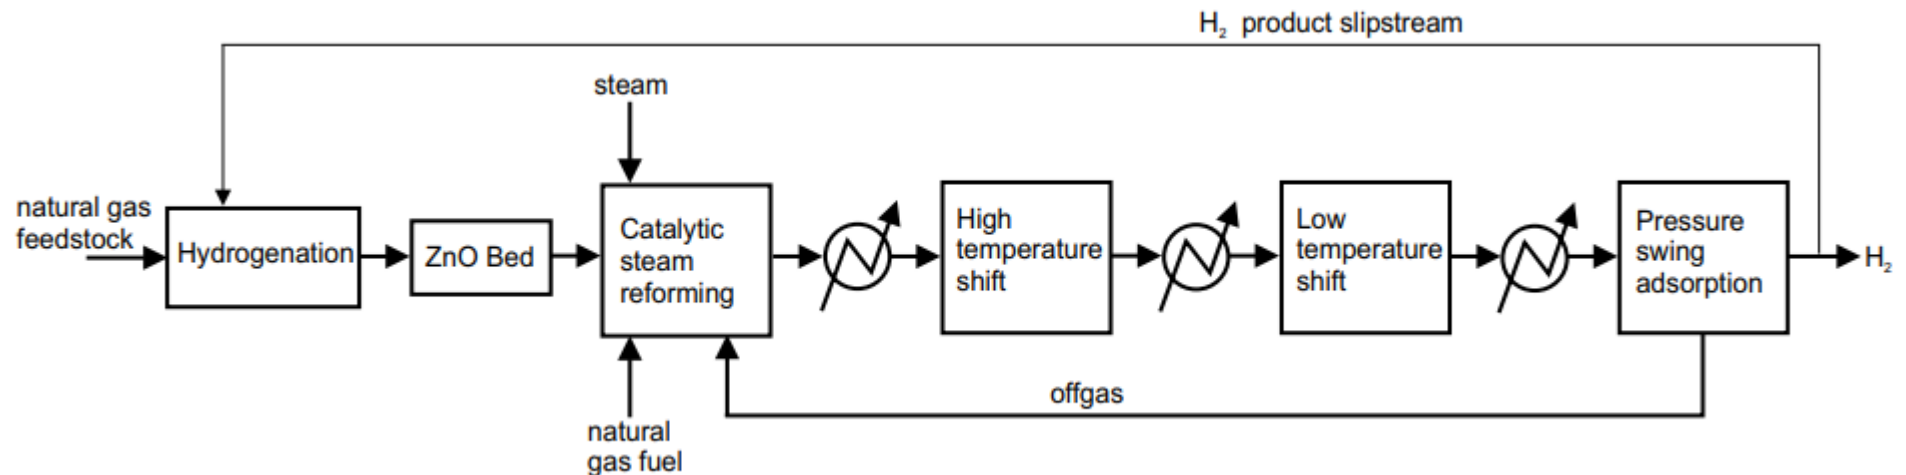 H₂ product slipstream
steam
natural gas
feedstock
Hydrogenation
ZnO Bed
Catalytic
steam
reforming
High
temperature
shift
Low
temperature
shift
Pressure
swing
adsorption
H₂
offgas
natural
gas fuel